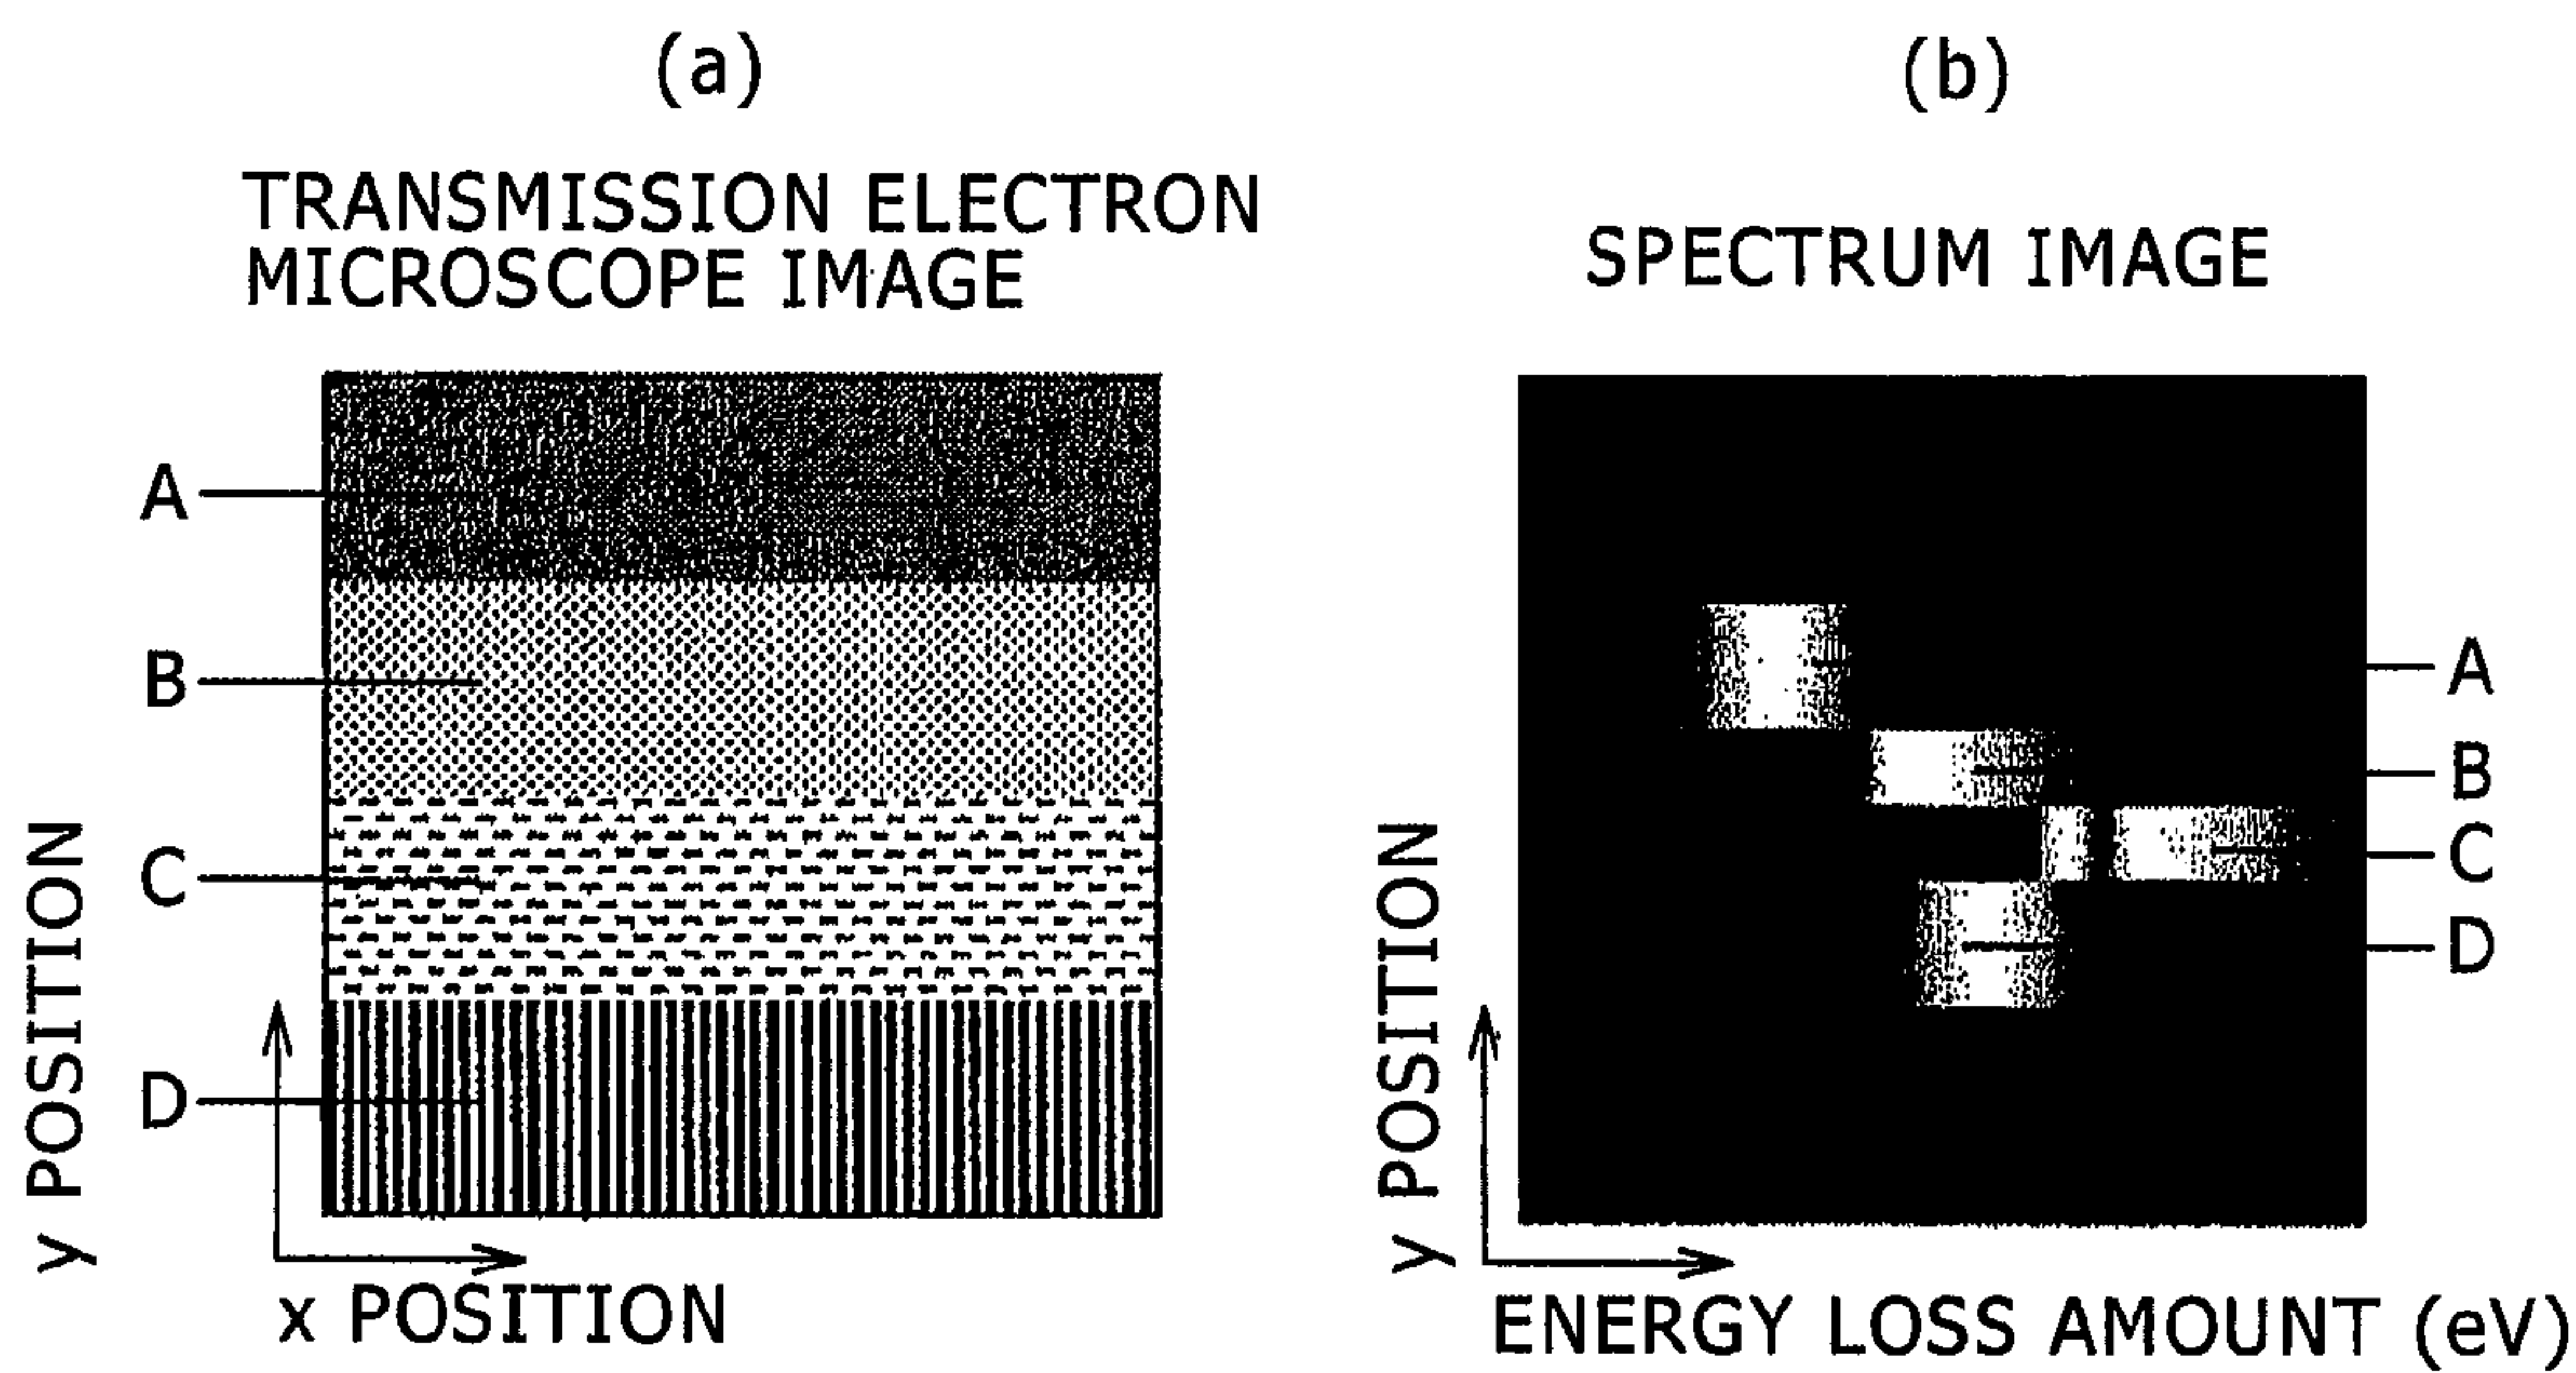 (a)
TRANSMISSION ELECTRON
MICROSCOPE IMAGE
A
B
C
D
y POSITION
x POSITION
(b)
SPECTRUM IMAGE
A
B
C
D
y POSITION
ENERGY LOSS AMOUNT (eV)